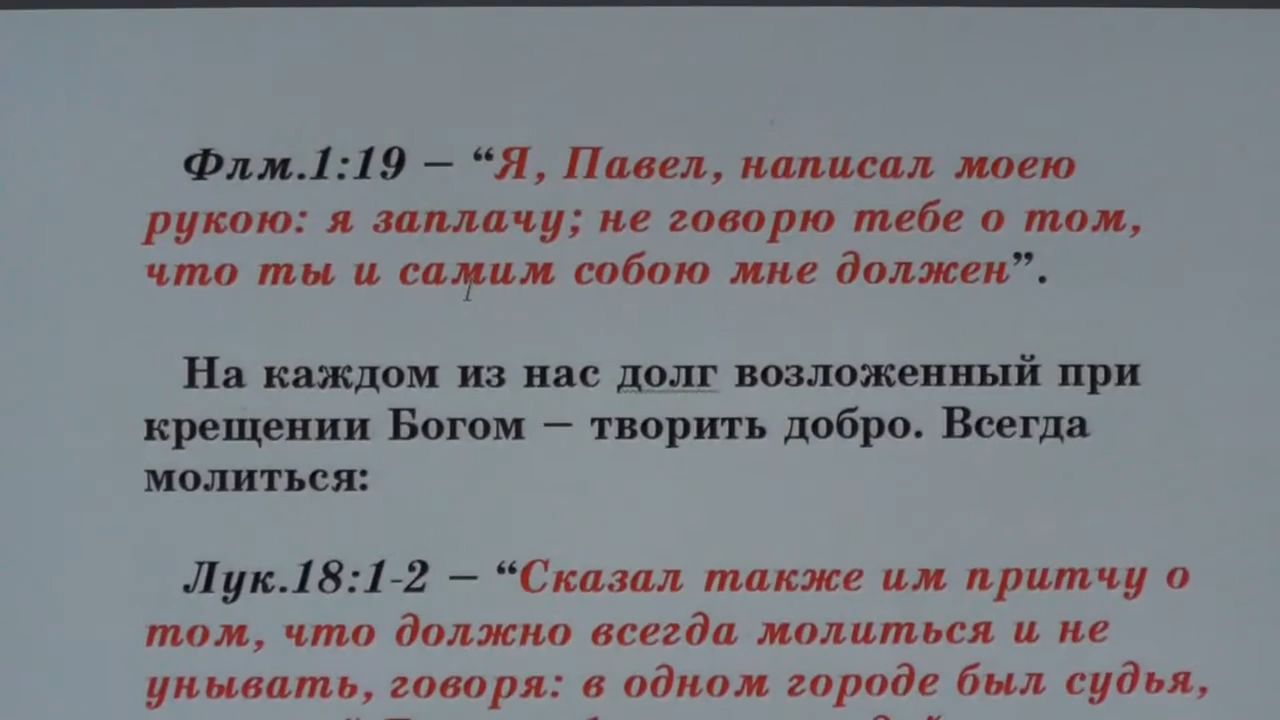 Флм.1:19 – “Я, Павел, написал моею
рукою: я заплачу; не говорю тебе о том,
что ты и самим собою мне должен”.
На каждом из нас долг возложенный при
крещении Богом – творить добро. Всегда
молиться:
Лук.18:1-2 – “Сказал также им притчу о
том, что должно всегда молиться и не
унывать, говоря: в одном городе был судья,